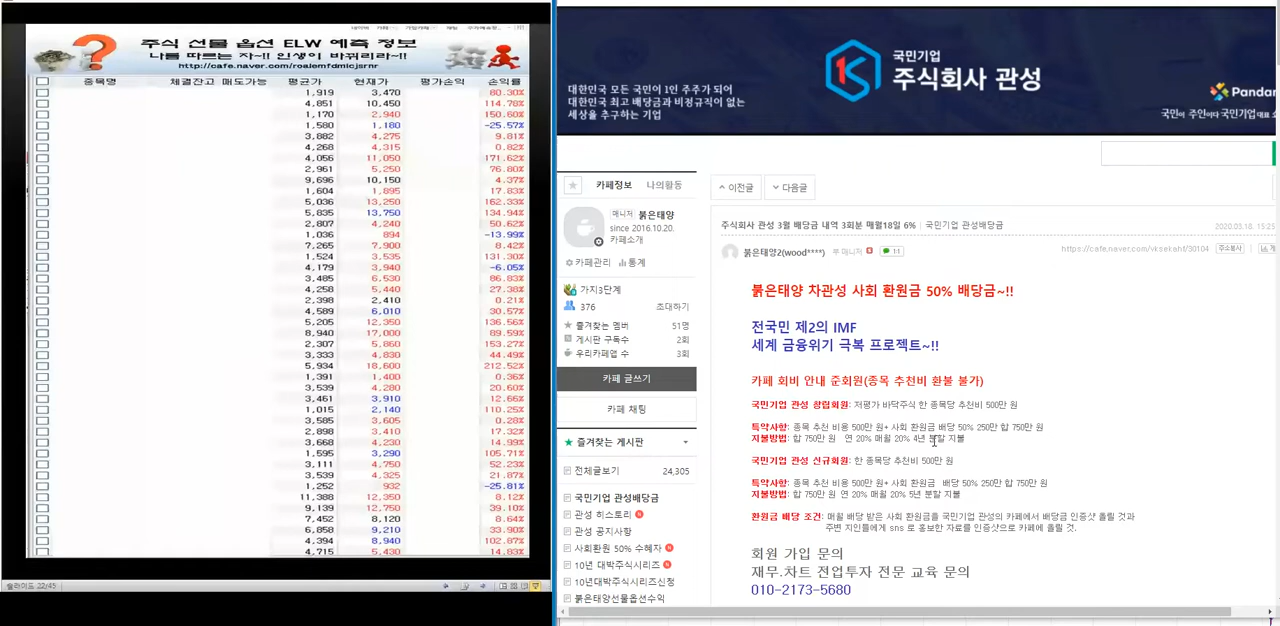 주식 선물 옵션 ELW 예측 정보
나를 따르는 자~!! 인생이 바뀌리라~!!
http://cafe.naver.com/roalemfdmlcjsrnr
종목명 체결잔고 매도가능 평균가 현재가 평가손익 손익률
1,919 3,470 80.30%
4,851 10,450 114.78%
1,170 2,940 150.60%
1,580 1,180 -25.57%
3,882 4,275 9.81%
4,268 4,315 0.82%
4,056 11,050 171.62%
2,961 5,250 76.80%
9,696 10,150 4.37%
1,604 1,895 17.83%
5,036 13,250 162.33%
5,835 13,750 134.94%
2,807 4,240 50.62%
1,036 894 -13.99%
7,265 7,900 8.42%
1,524 3,535 131.30%
4,179 3,940 -6.05%
3,485 6,530 86.83%
4,258 5,440 27.38%
2,398 2,410 0.21%
4,589 6,010 30.57%
5,205 12,350 136.56%
8,940 17,000 89.59%
2,307 5,860 153.27%
3,333 4,830 44.49%
5,934 18,600 212.52%
1,391 1,400 0.36%
3,539 4,280 20.60%
3,461 3,910 12.66%
1,015 2,140 110.25%
3,585 3,605 0.28%
2,898 3,410 17.32%
3,668 4,230 14.99%
1,595 3,290 105.71%
3,111 4,750 52.23%
3,539 4,325 21.87%
1,252 932 -25.81%
11,388 12,350 8.12%
9,139 12,750 39.10%
7,452 8,120 8.64%
6,858 9,210 33.90%
4,394 8,940 102.87%
4,715 5,430 14.83%
슬라이드 22/45
대한민국 모든 국민이 1인 주주가 되어
대한민국 최고 배당금과 비정규직이 없는
세상을 추구하는 기업
국민기업
주식회사 관성
Pandar
국민이 주인이다 국민기업
카페정보 나의활동
매니저 붉은태양
since 2016.10.20.
카페소개
카페관리 통계
가지3단계
376 초대하기
즐겨찾는 멤버 51명
게시판 구독수 2회
우리카페앱 수 3회
카페 글쓰기
카페 채팅
즐겨찾는 게시판
전체글보기 24,305
국민기업 관성배당금
관성 히스토리
관성 공지사항
사회환원 50% 수혜자
10년 대박주식시리즈
10년대박주식시리즈신청
붉은태양선물옵션수익
이전글 다음글
주식회사 관성 3월 배당금 내역 3회분 매월18일 6% | 국민기업 관성배당금
2020.03.18. 15:25
붉은태양2(wood****) 부매니저 11
https://cafe.naver.com/vksekahf/30104 주소복사
붉은태양 차관성 사회 환원금 50% 배당금~!!
전국민 제2의 IMF
세계 금융위기 극복 프로젝트~!!
카페 회비 안내 준회원(종목 추천비 환불 불가)
국민기업 관성 창립회원: 저평가 바닥주식 한 종목당 추천비 500만 원
특약사항: 종목 추천 비용 500만 원+ 사회 환원금 배당 50% 250만 합 750만 원
지불방법: 합 750만 원 연 20% 매월 20% 4년 분할 지불
국민기업 관성 신규회원: 한 종목당 추천비 500만 원
특약사항: 종목 추천 비용 500만 원+ 사회 환원금 배당 50% 250만 합 750만 원
지불방법: 합 750만 원 연 20% 매월 20% 5년 분할 지불
환원금 배당 조건: 매월 배당 받은 사회 환원금을 국민기업 관성의 카페에서 배당금 인증샷 올릴 것과
주변 지인들에게 sns 로 홍보한 자료를 인증샷으로 카페에 올릴 것.
회원 가입 문의
재무.차트 전업투자 전문 교육 문의
010-2173-5680